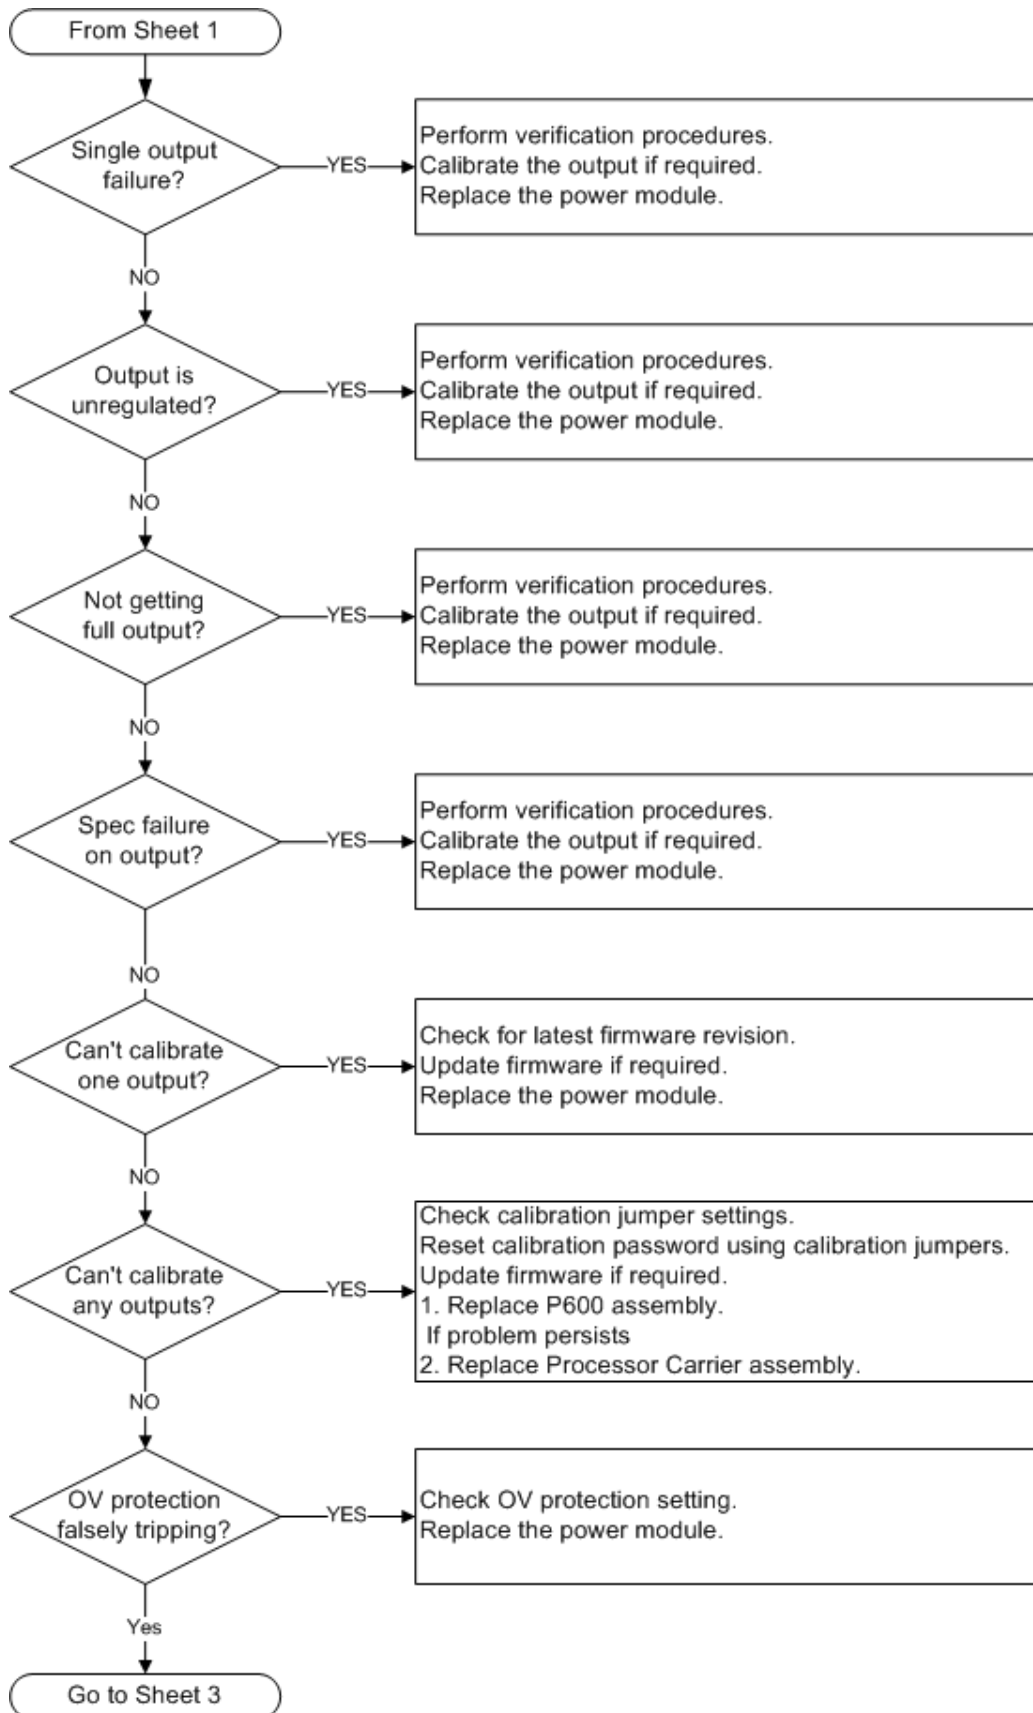 From Sheet 1
Single output
failure?
YES
Perform verification procedures.
Calibrate the output if required.
Replace the power module.
NO
Output is
unregulated?
YES
Perform verification procedures.
Calibrate the output if required.
Replace the power module.
NO
Not getting
full output?
YES
Perform verification procedures.
Calibrate the output if required.
Replace the power module.
NO
Spec failure
on output?
YES
Perform verification procedures.
Calibrate the output if required.
Replace the power module.
NO
Can't calibrate
one output?
YES
Check for latest firmware revision.
Update firmware if required.
Replace the power module.
NO
Can't calibrate
any outputs?
YES
Check calibration jumper settings.
Reset calibration password using calibration jumpers.
Update firmware if required.
1. Replace P600 assembly.
If problem persists
2. Replace Processor Carrier assembly.
NO
OV protection
falsely tripping?
YES
Check OV protection setting.
Replace the power module.
Yes
Go to Sheet 3